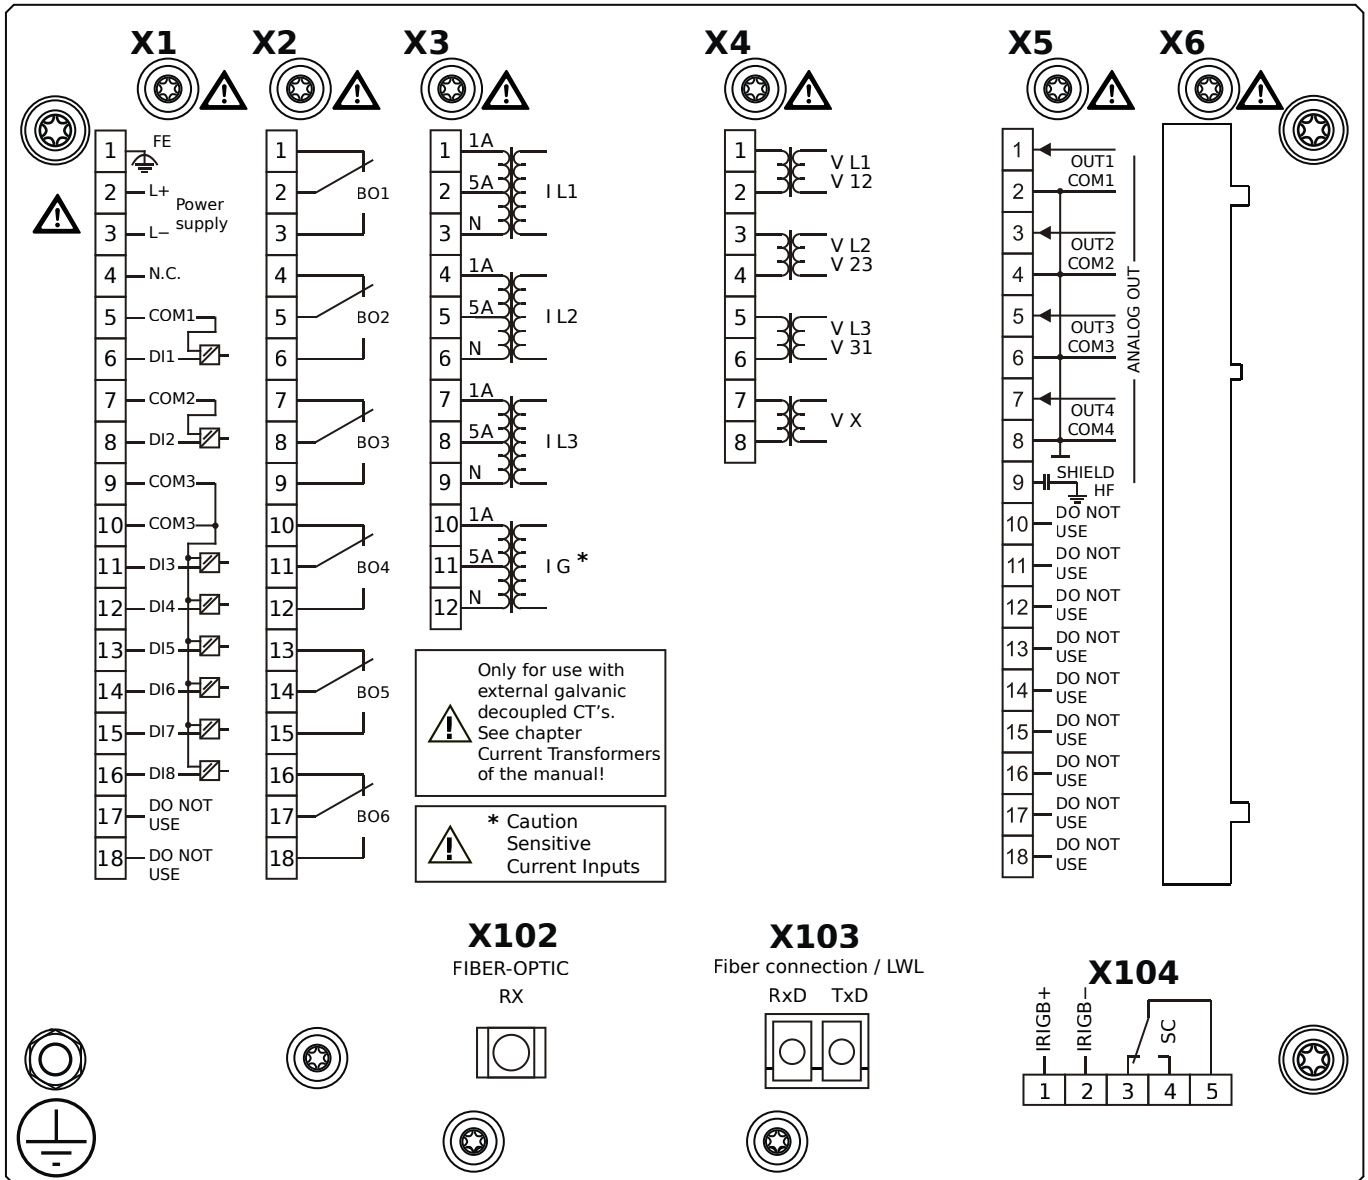 X1 X2 X3 X4 X5 X6
1 FE
2 L+
Power
supply
3 L−
4 N.C.
5 COM1
6 DI1
7 COM2
8 DI2
9 COM3
10 COM3
11 DI3
12 DI4
13 DI5
14 DI6
15 DI7
16 DI8
17 DO NOT
USE
18 DO NOT
USE
1
2 BO1
3
4
5 BO2
6
7
8 BO3
9
10
11 BO4
12
13
14 BO5
15
16
17 BO6
18
1 1A
2 5A I L1
3 N
4 1A
5 5A I L2
6 N
7 1A
8 5A I L3
9 N
10 1A
11 5A I G *
12 N
Only for use with
external galvanic
decoupled CT's.
See chapter
Current Transformers
of the manual!
* Caution
Sensitive
Current Inputs
1 V L1
2 V 12
3 V L2
4 V 23
5 V L3
6 V 31
7 V X
8
1 OUT1
2 COM1
3 OUT2
4 COM2
5 OUT3
6 COM3
7 OUT4
8 COM4
ANALOG OUT
9 SHIELD
HF
10 DO NOT
USE
11 DO NOT
USE
12 DO NOT
USE
13 DO NOT
USE
14 DO NOT
USE
15 DO NOT
USE
16 DO NOT
USE
17 DO NOT
USE
18 DO NOT
USE
X102
FIBER-OPTIC
RX
X103
Fiber connection / LWL
RxD TxD
X104
IRIGB+
IRIGB−
SC
1 2 3 4 5